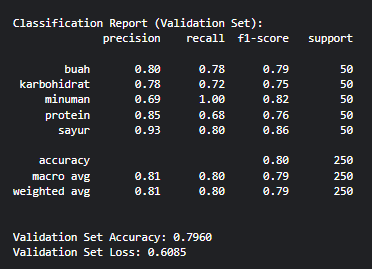 Classification Report (Validation Set):
precision recall f1-score support
buah 0.80 0.78 0.79 50
karbohidrat 0.78 0.72 0.75 50
minuman 0.69 1.00 0.82 50
protein 0.85 0.68 0.76 50
sayur 0.93 0.80 0.86 50
accuracy 0.80 250
macro avg 0.81 0.80 0.79 250
weighted avg 0.81 0.80 0.79 250
Validation Set Accuracy: 0.7960
Validation Set Loss: 0.6085